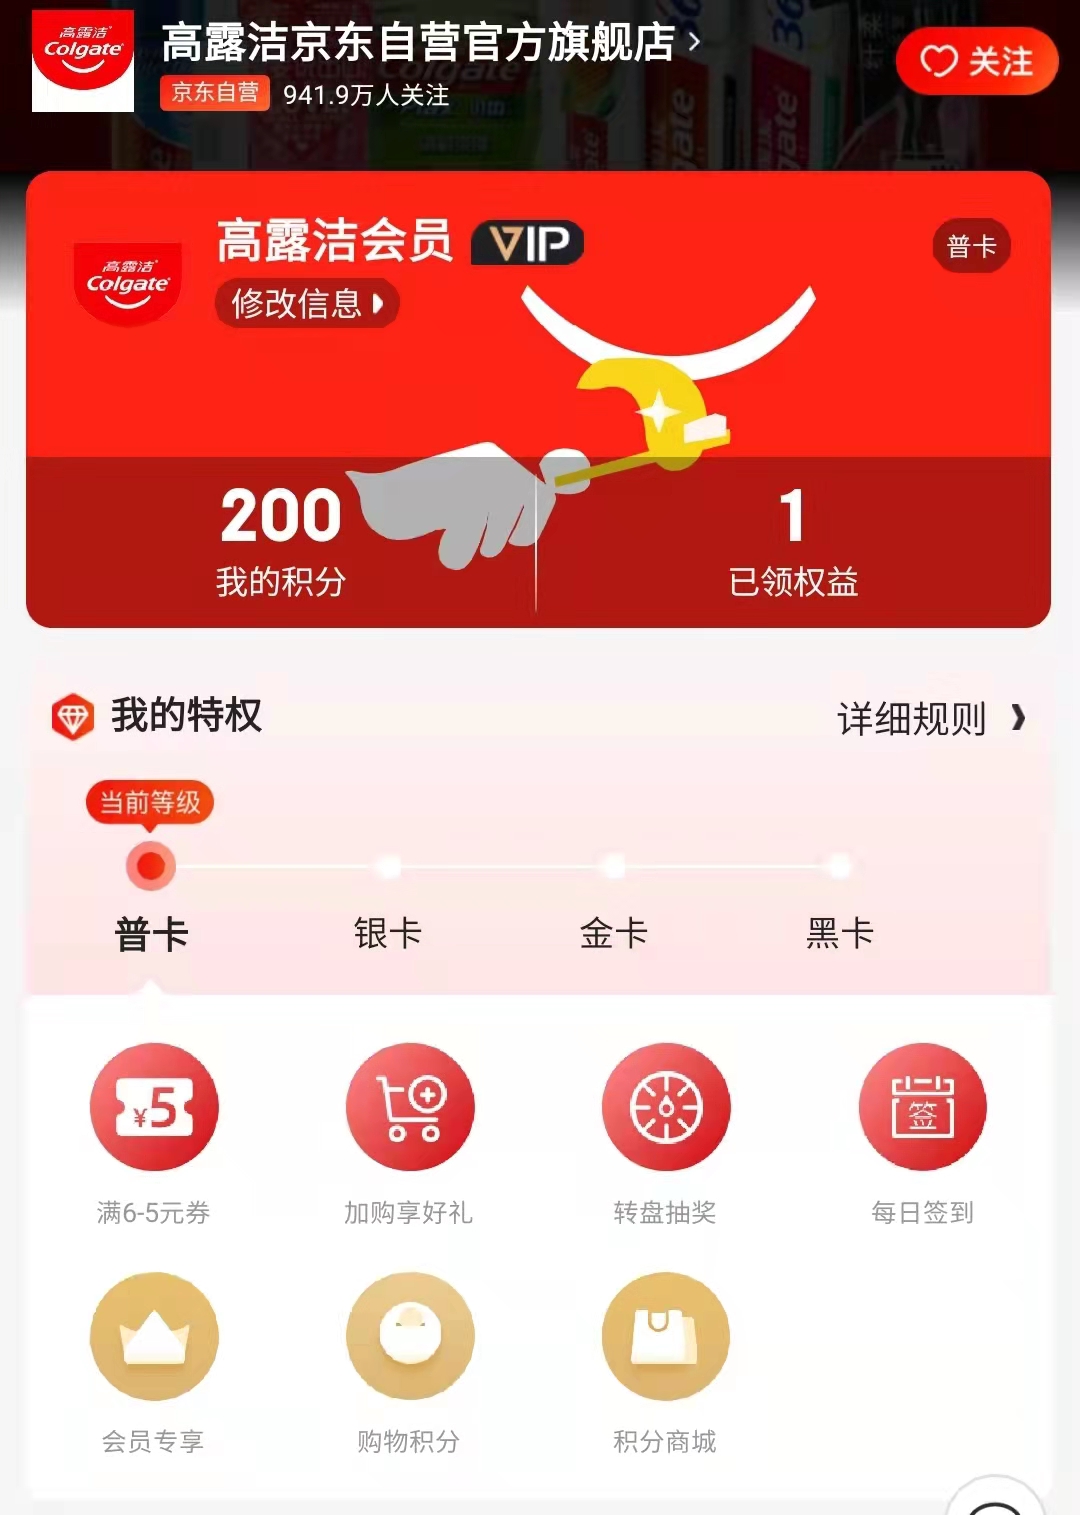 高露洁
Colgate
高露洁京东自营官方旗舰店
京东自营 941.9万人关注
关注
高露洁会员 VIP
普卡
高露洁
Colgate
修改信息
200
我的积分
1
已领权益
我的特权
详细规则
当前等级
普卡 银卡 金卡 黑卡
¥5
签
满6-5元券 加购享好礼 转盘抽奖 每日签到
会员专享 购物积分 积分商城